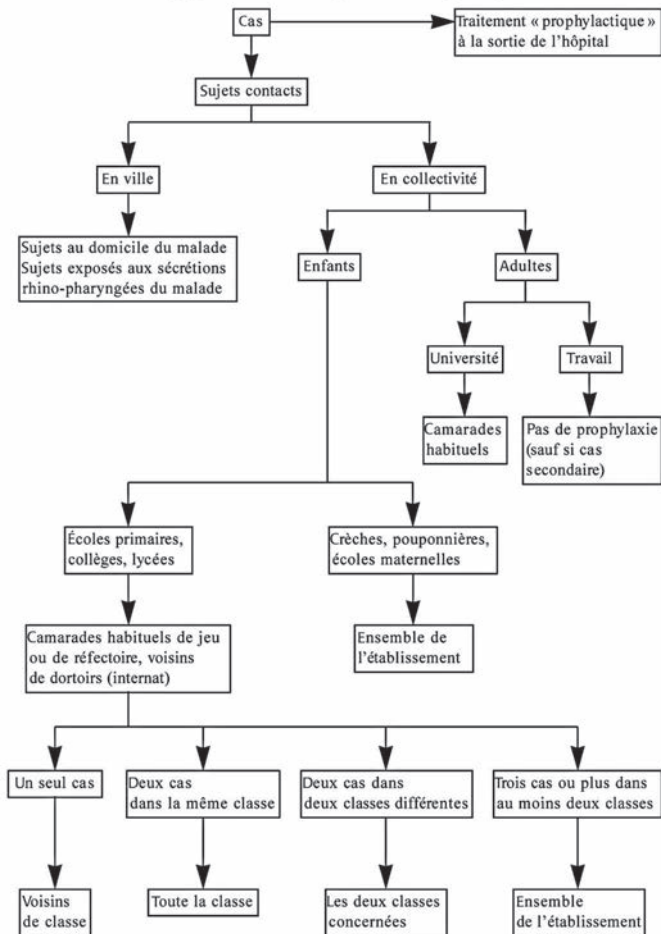 Cas
Traitement « prophylactique »
à la sortie de l'hôpital
Sujets contacts
En ville
En collectivité
Sujets au domicile du malade
Sujets exposés aux sécrétions
rhino-pharyngées du malade
Enfants
Adultes
Université
Travail
Camarades
habituels
Pas de prophylaxie
(sauf si cas
secondaire)
Écoles primaires,
collèges, lycées
Crèches, pouponnières,
écoles maternelles
Camarades habituels de jeu
ou de réfectoire, voisins
de dortoirs (internat)
Ensemble de
l'établissement
Un seul cas
Deux cas
dans la même classe
Deux cas dans
deux classes différentes
Trois cas ou plus dans
au moins deux classes
Voisins
de classe
Toute la classe
Les deux classes
concernées
Ensemble
de l'établissement